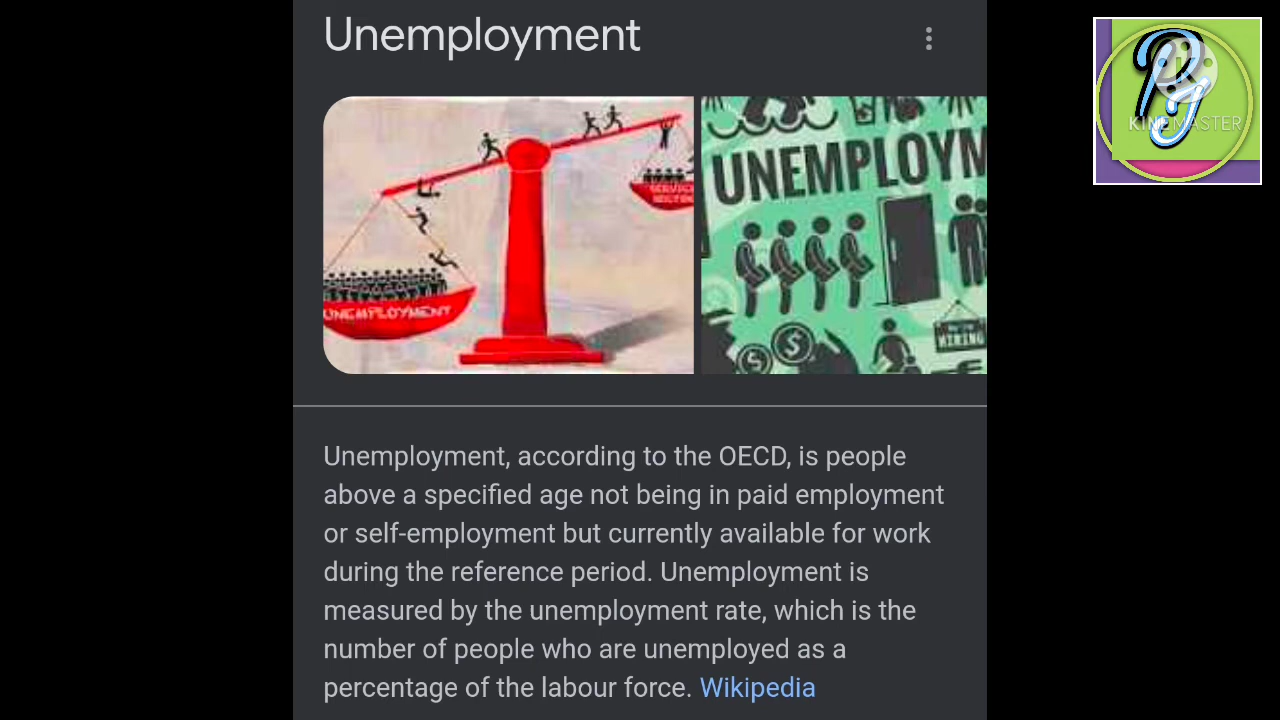 Unemployment
UNEMPLOYMENT
SERVICE
UNEMPLOYM
HIRING
KINEMASTER
Unemployment, according to the OECD, is people
above a specified age not being in paid employment
or self-employment but currently available for work
during the reference period. Unemployment is
measured by the unemployment rate, which is the
number of people who are unemployed as a
percentage of the labour force. Wikipedia